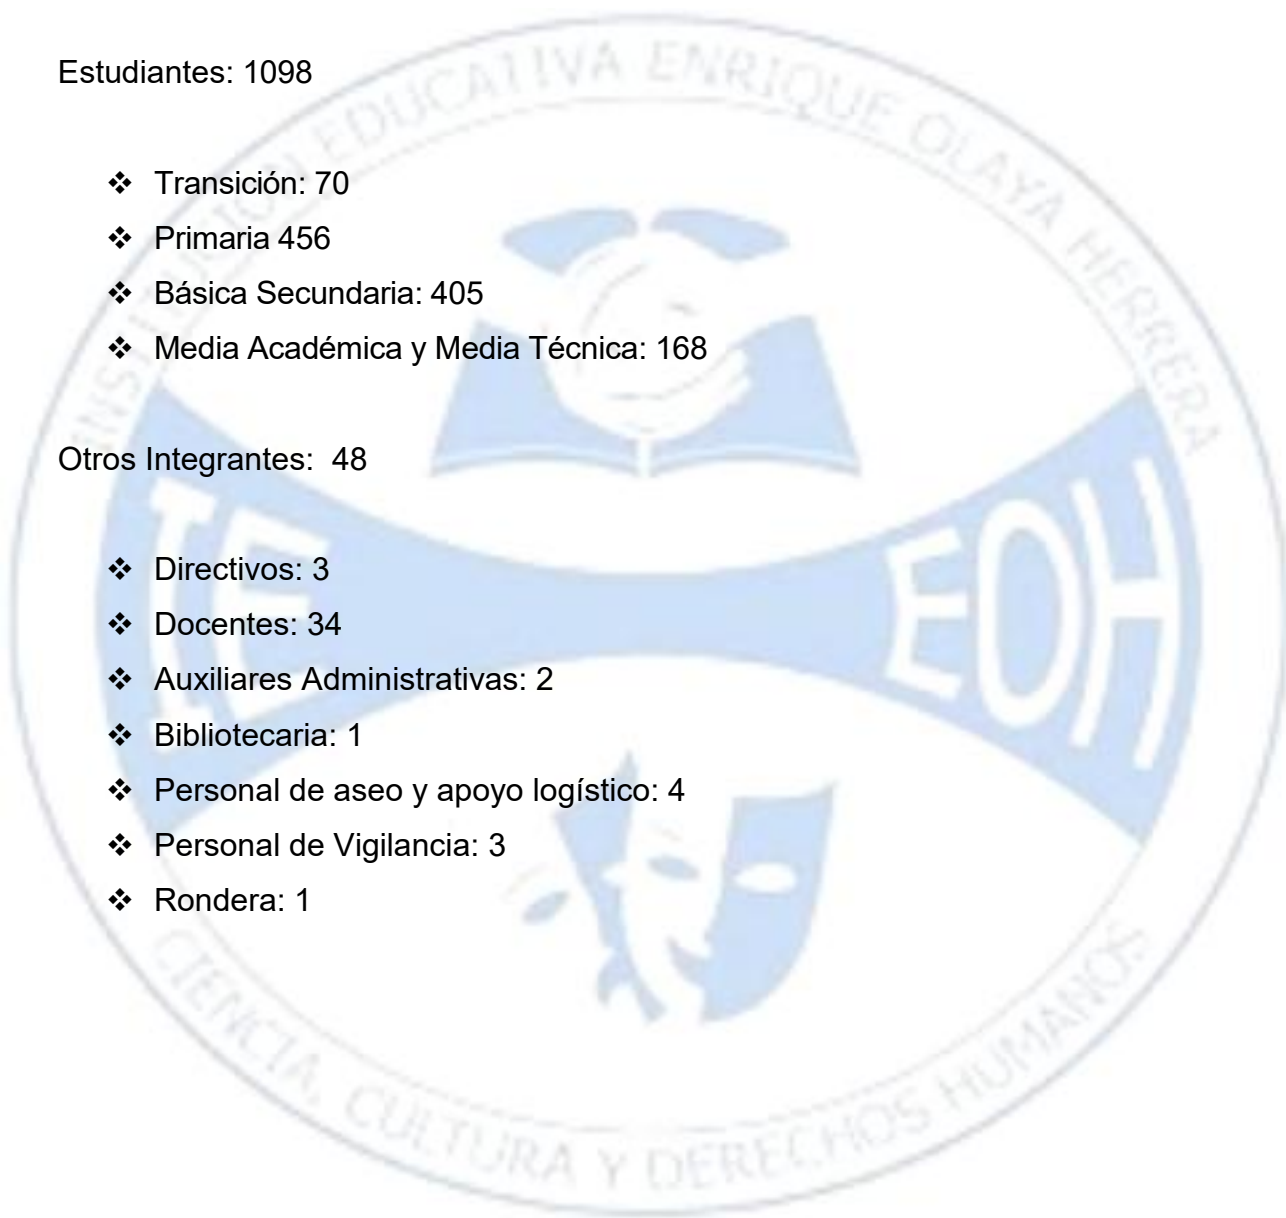 INSTITUCIÓN EDUCATIVA ENRIQUE OLAYA HERRERA
Estudiantes: 1098
❖ Transición: 70
❖ Primaria 456
❖ Básica Secundaria: 405
❖ Media Académica y Media Técnica: 168
Otros Integrantes: 48
IE EOH
❖ Directivos: 3
❖ Docentes: 34
❖ Auxiliares Administrativas: 2
❖ Bibliotecaria: 1
❖ Personal de aseo y apoyo logístico: 4
❖ Personal de Vigilancia: 3
❖ Rondera: 1
CIENCIA, CULTURA Y DERECHOS HUMANOS